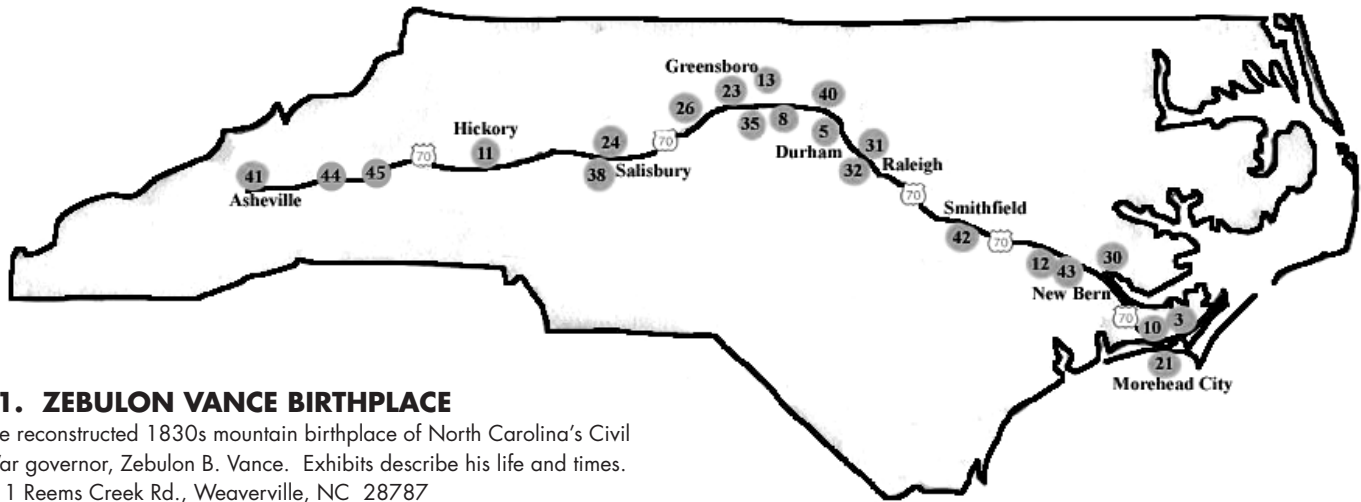 Greensboro 13
23 40
26
Hickory 35 8 5
24 70 Durham 31
70 11 Raleigh
41 44 45 38 Salisbury 32
Asheville 70
Smithfield
42 70
12 43 30
New Bern
70 10 3
21
Morehead City
1. ZEBULON VANCE BIRTHPLACE
e reconstructed 1830s mountain birthplace of North Carolina's Civil
ar governor, Zebulon B. Vance. Exhibits describe his life and times.
1 Reems Creek Rd., Weaverville, NC 28787